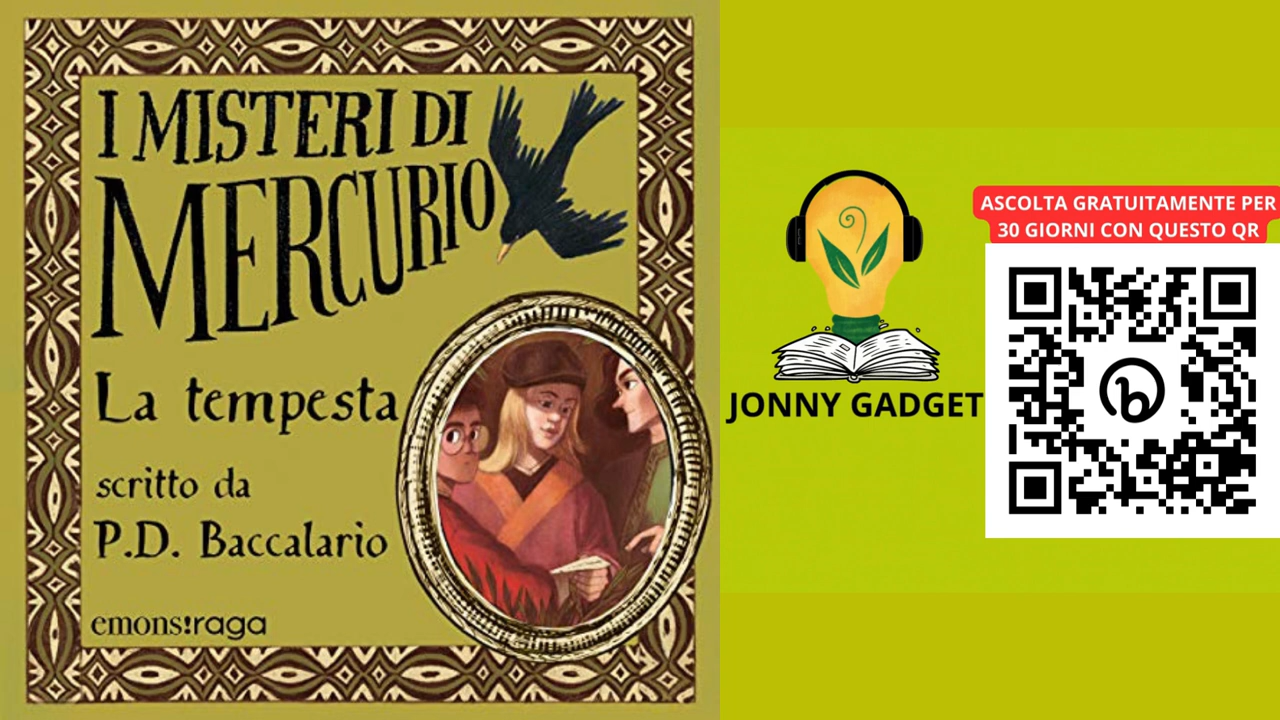 I MISTERI DI
MERCURIO
La tempesta
scritto da
P.D. Baccalario
emons!raga
JONNY GADGET
ASCOLTA GRATUITAMENTE PER
30 GIORNI CON QUESTO QR
b